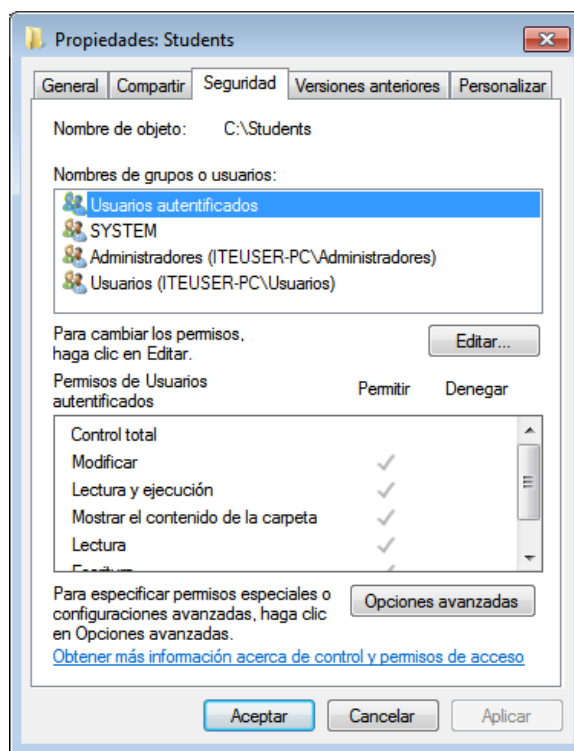 Propiedades: Students
General Compartir Seguridad Versiones anteriores Personalizar
Nombre de objeto: C:\Students
Nombres de grupos o usuarios:
Usuarios autentificados
SYSTEM
Administradores (ITEUSER-PC\Administradores)
Usuarios (ITEUSER-PC\Usuarios)
Para cambiar los permisos,
haga clic en Editar.
Editar...
Permisos de Usuarios
autentificados
Permitir Denegar
Control total
Modificar
Lectura y ejecución
Mostrar el contenido de la carpeta
Lectura
Escritura
Para especificar permisos especiales o
configuraciones avanzadas, haga clic
en Opciones avanzadas.
Opciones avanzadas
Obtener más información acerca de control y permisos de acceso
Aceptar Cancelar Aplicar